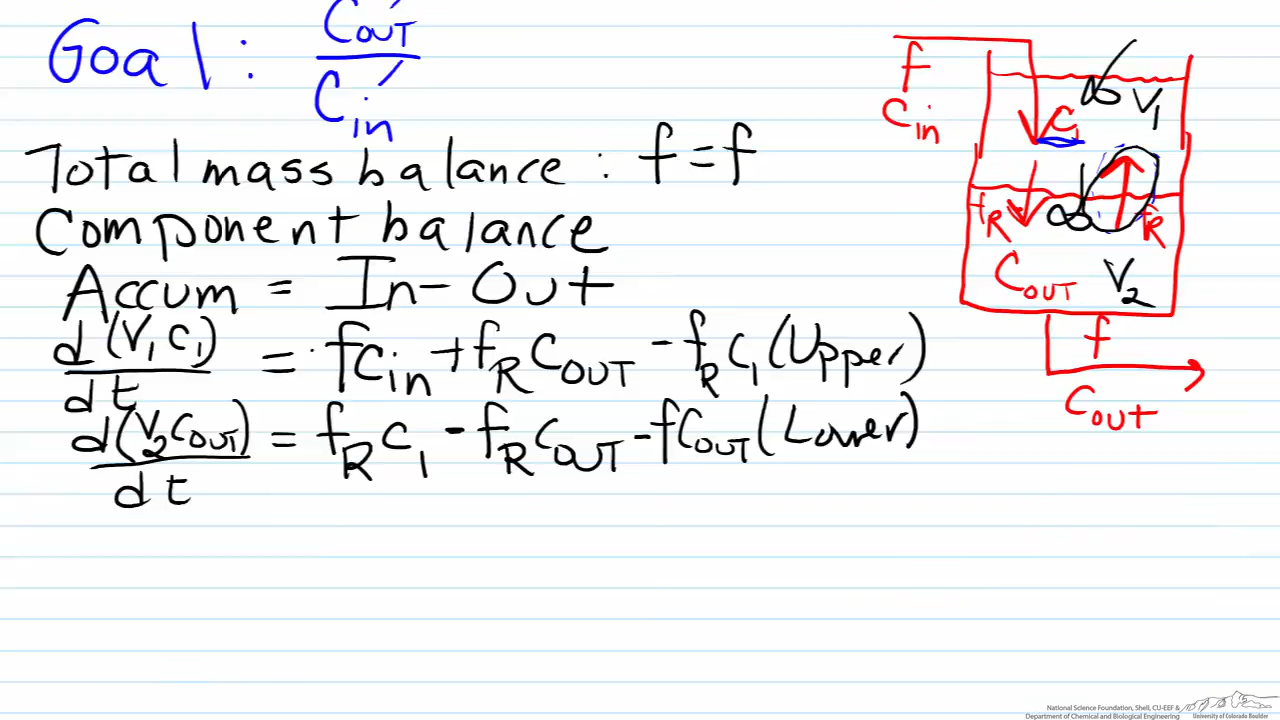 Goal: Cout'/Cin'
Total mass balance: f = f
Component balance
Accum = In - Out
d(V₁C₁)/dt = fCin + fRCOUT - fRC₁ (Upper)
d(V₂COUT)/dt = fRC₁ - fRCOUT - fCOUT (Lower)
f
Cin
V₁
C₁
fR
fR
COUT
V₂
f
COUT
National Science Foundation, Shell, CU-EEF &
Department of Chemical and Biological Engineering
University of Colorado Boulder